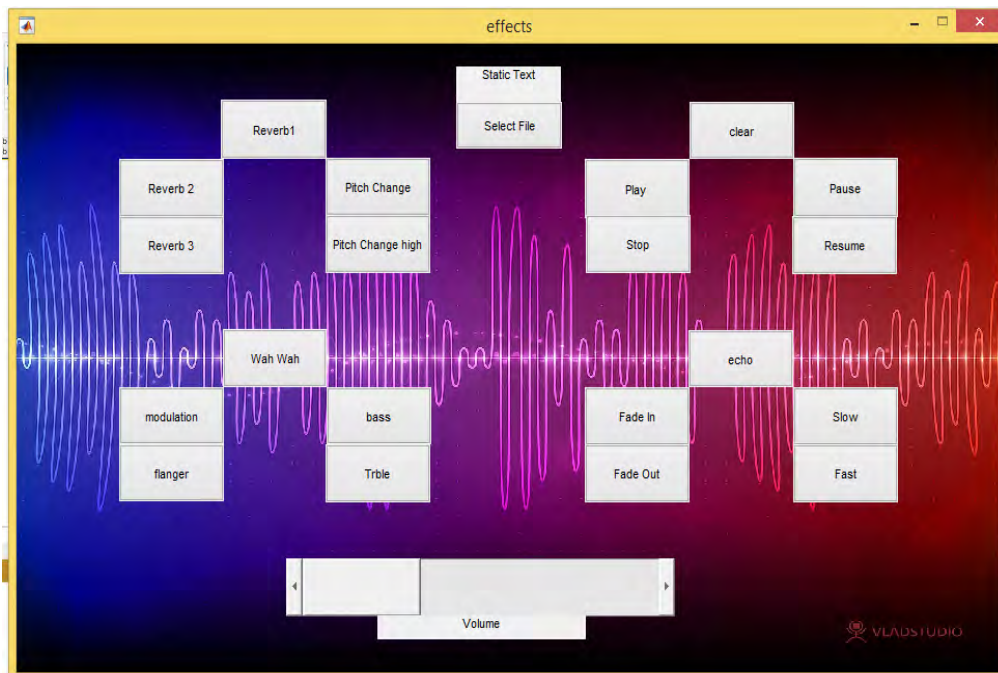 effects
Static Text
Select File
Reverb1
clear
Reverb 2
Pitch Change
Play
Pause
Reverb 3
Pitch Change high
Stop
Resume
Wah Wah
echo
modulation
bass
Fade In
Slow
flanger
Trble
Fade Out
Fast
Volume
VLADSTUDIO